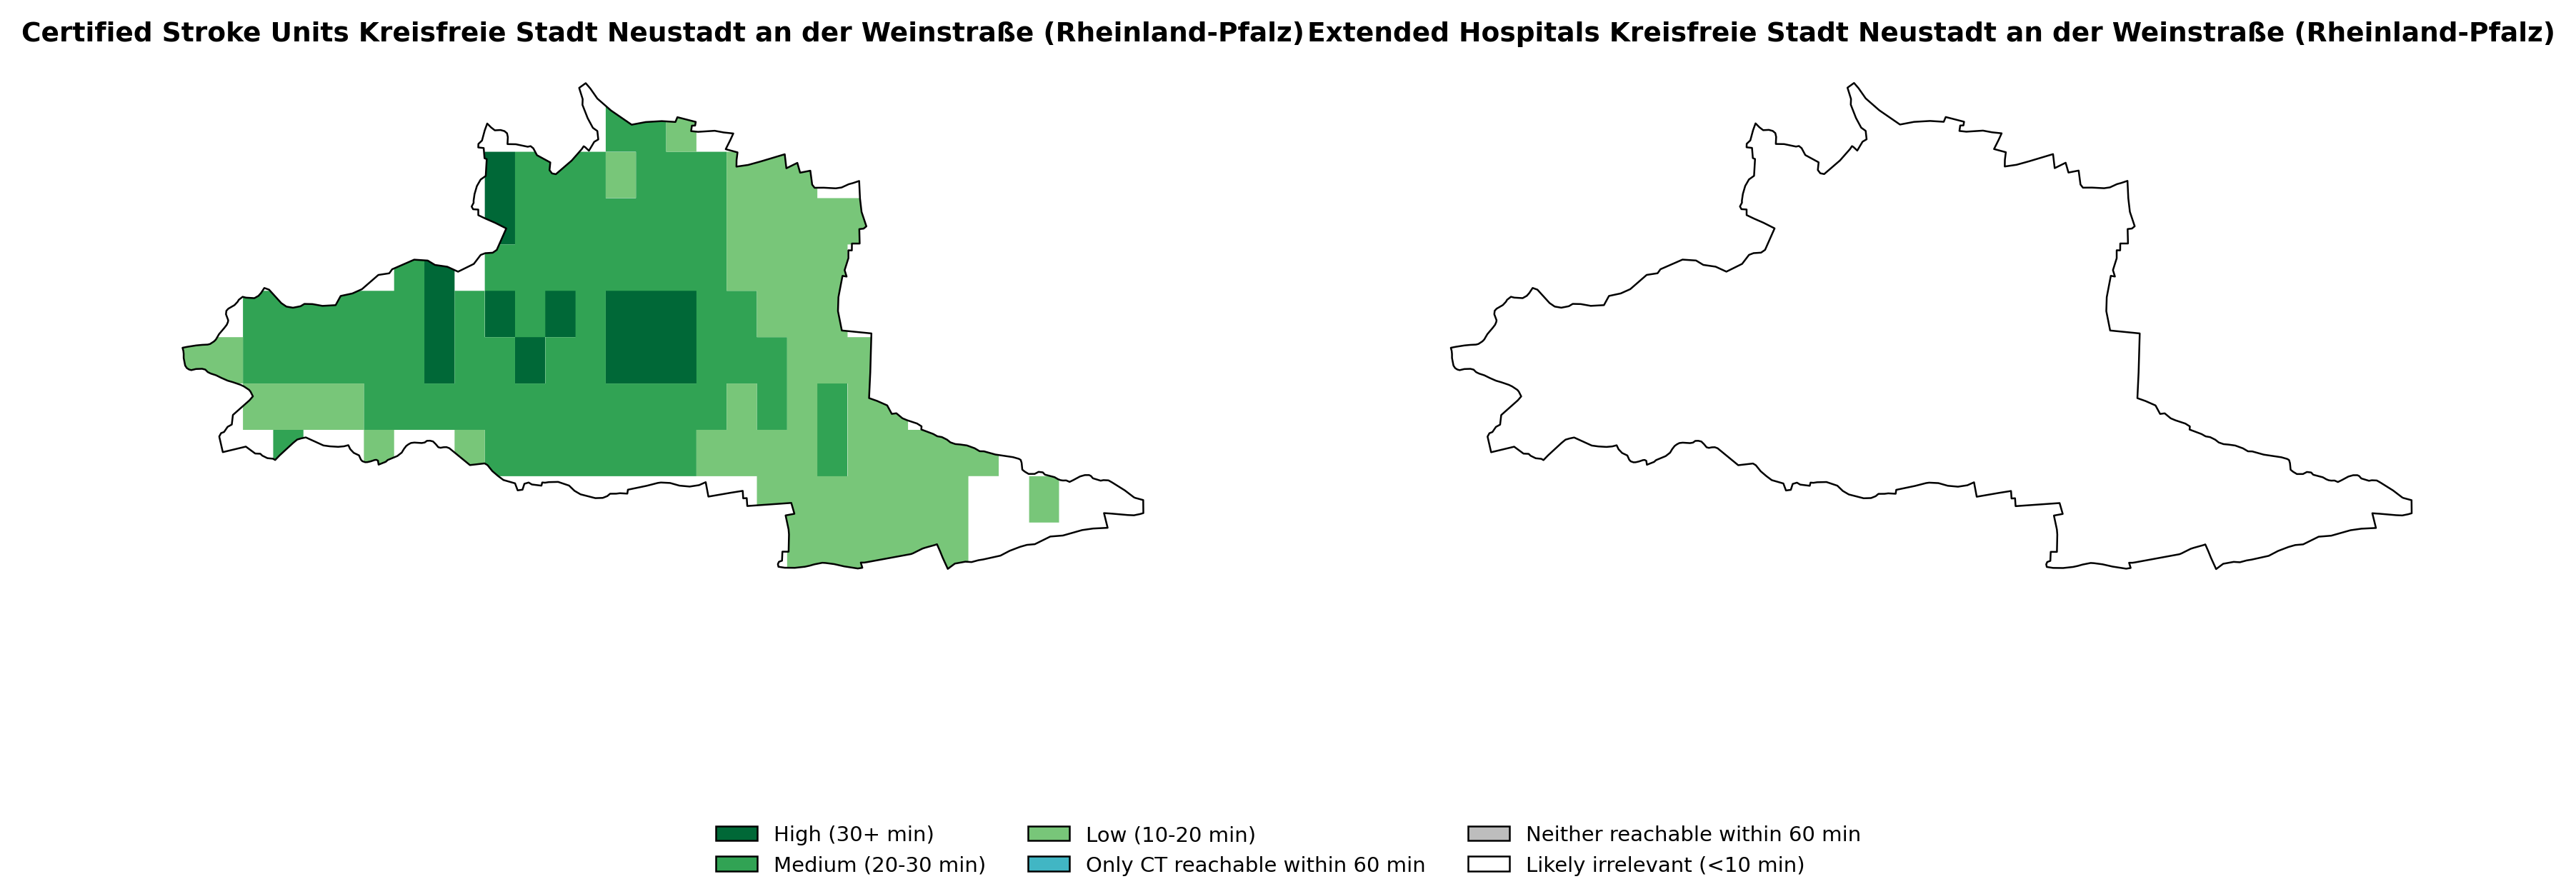 Certified Stroke Units Kreisfreie Stadt Neustadt an der Weinstraße (Rheinland-Pfalz)
Extended Hospitals Kreisfreie Stadt Neustadt an der Weinstraße (Rheinland-Pfalz)
High (30+ min)
Medium (20-30 min)
Low (10-20 min)
Only CT reachable within 60 min
Neither reachable within 60 min
Likely irrelevant (<10 min)